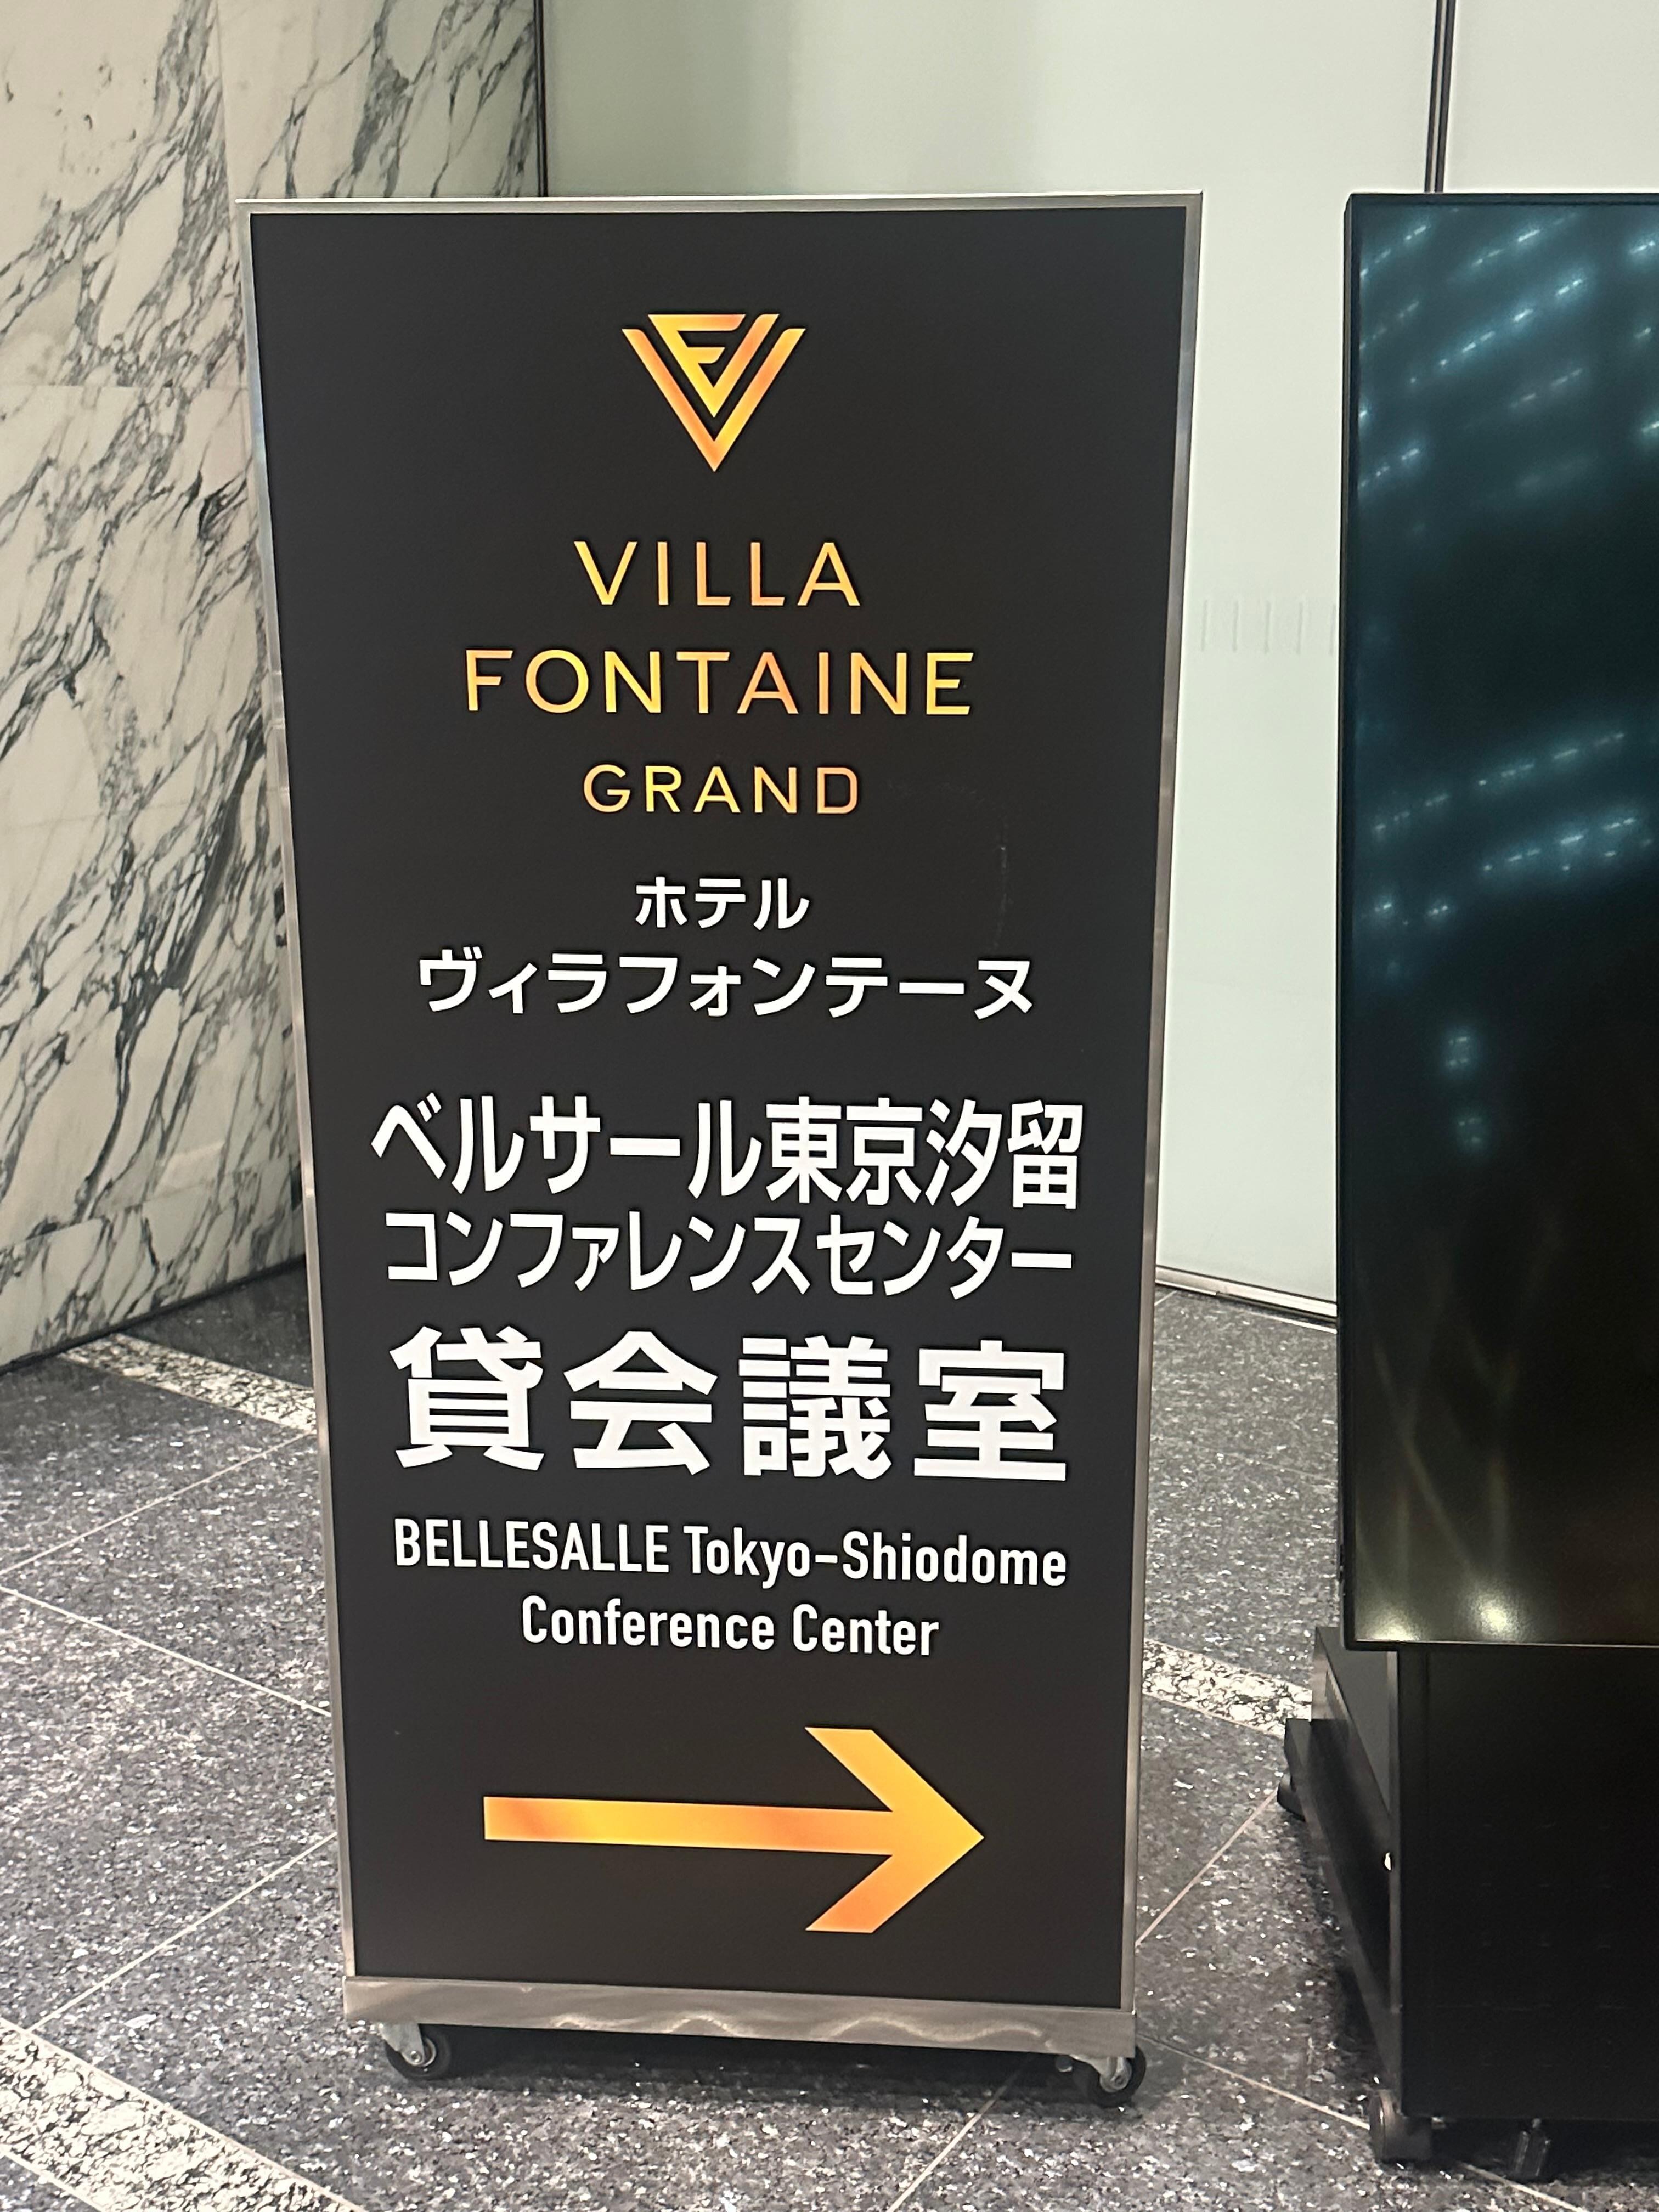 VILLA
FONTAINE
GRAND
ホテル
ヴィラフォンテーヌ
ベルサール東京汐留
コンファレンスセンター
貸会議室
BELLESALLE Tokyo-Shiodome
Conference Center